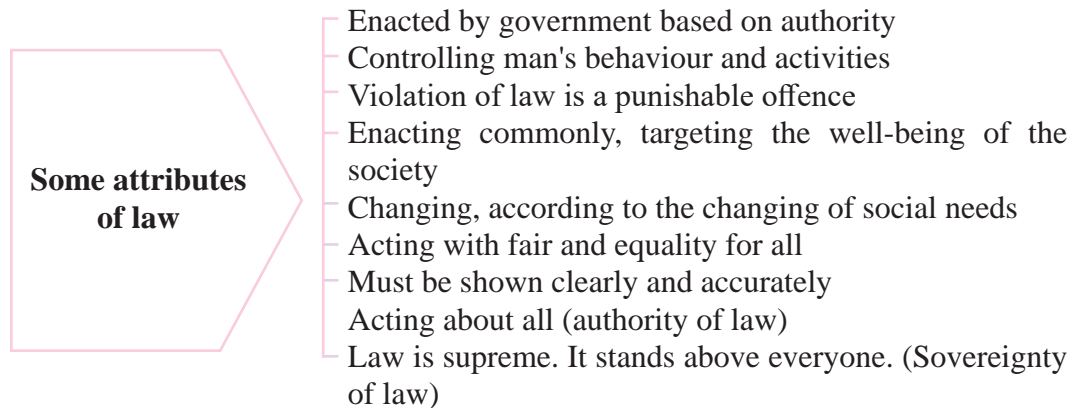 Some attributes
of law
Enacted by government based on authority
Controlling man's behaviour and activities
Violation of law is a punishable offence
Enacting commonly, targeting the well-being of the
society
Changing, according to the changing of social needs
Acting with fair and equality for all
Must be shown clearly and accurately
Acting about all (authority of law)
Law is supreme. It stands above everyone. (Sovereignty
of law)